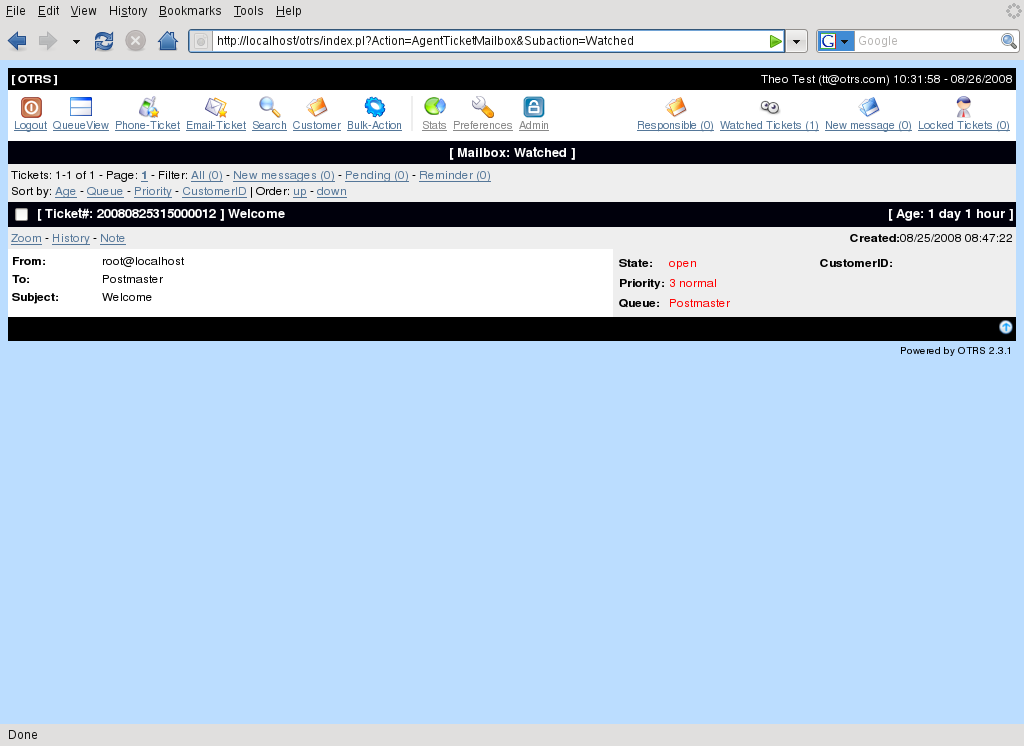 File Edit View History Bookmarks Tools Help
http://localhost/otrs/index.pl?Action=AgentTicketMailbox&Subaction=Watched G Google
[ OTRS ] Theo Test (tt@otrs.com) 10:31:58 - 08/26/2008
Logout QueueView Phone-Ticket Email-Ticket Search Customer Bulk-Action Stats Preferences Admin Responsible (0) Watched Tickets (1) New message (0) Locked Tickets (0)
[ Mailbox: Watched ]
Tickets: 1-1 of 1 - Page: 1 - Filter: All (0) - New messages (0) - Pending (0) - Reminder (0)
Sort by: Age - Queue - Priority - CustomerID | Order: up - down
[ Ticket#: 20080825315000012 ] Welcome [ Age: 1 day 1 hour ]
Zoom - History - Note Created:08/25/2008 08:47:22
From: root@localhost State: open CustomerID:
To: Postmaster Priority: 3 normal
Subject: Welcome Queue: Postmaster
Powered by OTRS 2.3.1
Done